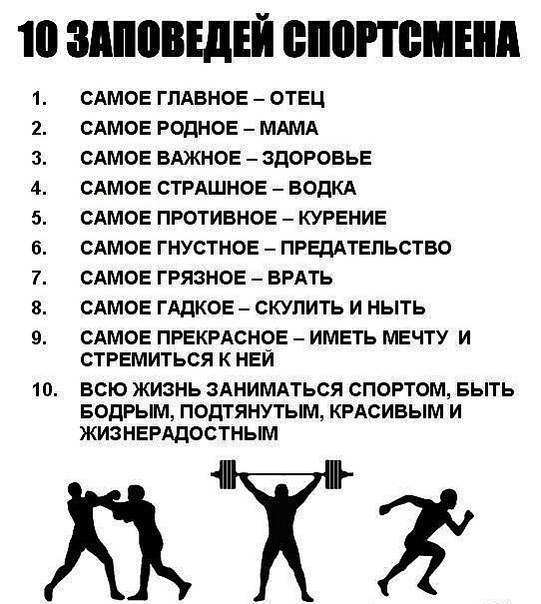 10 ЗАПОВЕДЕЙ СПОРТСМЕНА
1. САМОЕ ГЛАВНОЕ – ОТЕЦ
2. САМОЕ РОДНОЕ – МАМА
3. САМОЕ ВАЖНОЕ – ЗДОРОВЬЕ
4. САМОЕ СТРАШНОЕ – ВОДКА
5. САМОЕ ПРОТИВНОЕ – КУРЕНИЕ
6. САМОЕ ГНУСТНОЕ – ПРЕДАТЕЛЬСТВО
7. САМОЕ ГРЯЗНОЕ – ВРАТЬ
8. САМОЕ ГАДКОЕ – СКУЛИТЬ И НЫТЬ
9. САМОЕ ПРЕКРАСНОЕ – ИМЕТЬ МЕЧТУ И
СТРЕМИТЬСЯ К НЕЙ
10. ВСЮ ЖИЗНЬ ЗАНИМАТЬСЯ СПОРТОМ, БЫТЬ
БОДРЫМ, ПОДТЯНУТЫМ, КРАСИВЫМ И
ЖИЗНЕРАДОСТНЫМ